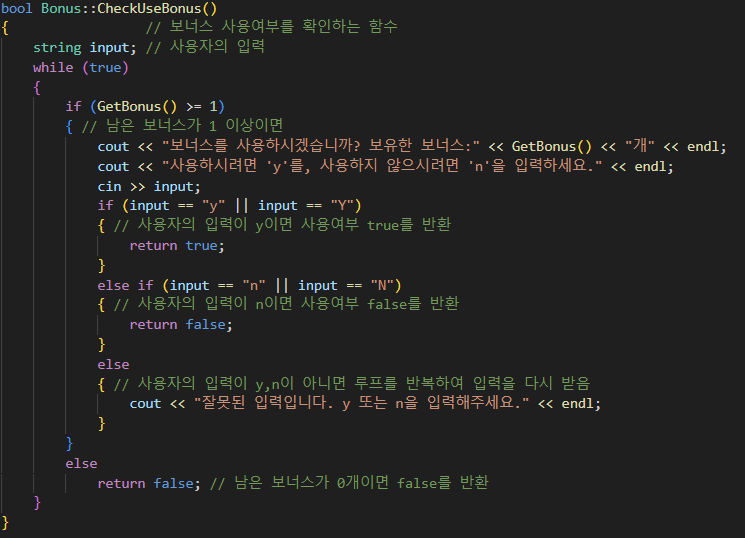 bool Bonus::CheckUseBonus()
{ // 보너스 사용여부를 확인하는 함수
string input; // 사용자의 입력
while (true)
{
if (GetBonus() >= 1)
{ // 남은 보너스가 1 이상이면
cout << "보너스를 사용하시겠습니까? 보유한 보너스:" << GetBonus() << "개" << endl;
cout << "사용하시려면 'y'를, 사용하지 않으시려면 'n'을 입력하세요." << endl;
cin >> input;
if (input == "y" || input == "Y")
{ // 사용자의 입력이 y이면 사용여부 true를 반환
return true;
}
else if (input == "n" || input == "N")
{ // 사용자의 입력이 n이면 사용여부 false를 반환
return false;
}
else
{ // 사용자의 입력이 y,n이 아니면 루프를 반복하여 입력을 다시 받음
cout << "잘못된 입력입니다. y 또는 n을 입력해주세요." << endl;
}
}
else
return false; // 남은 보너스가 0개이면 false를 반환
}
}